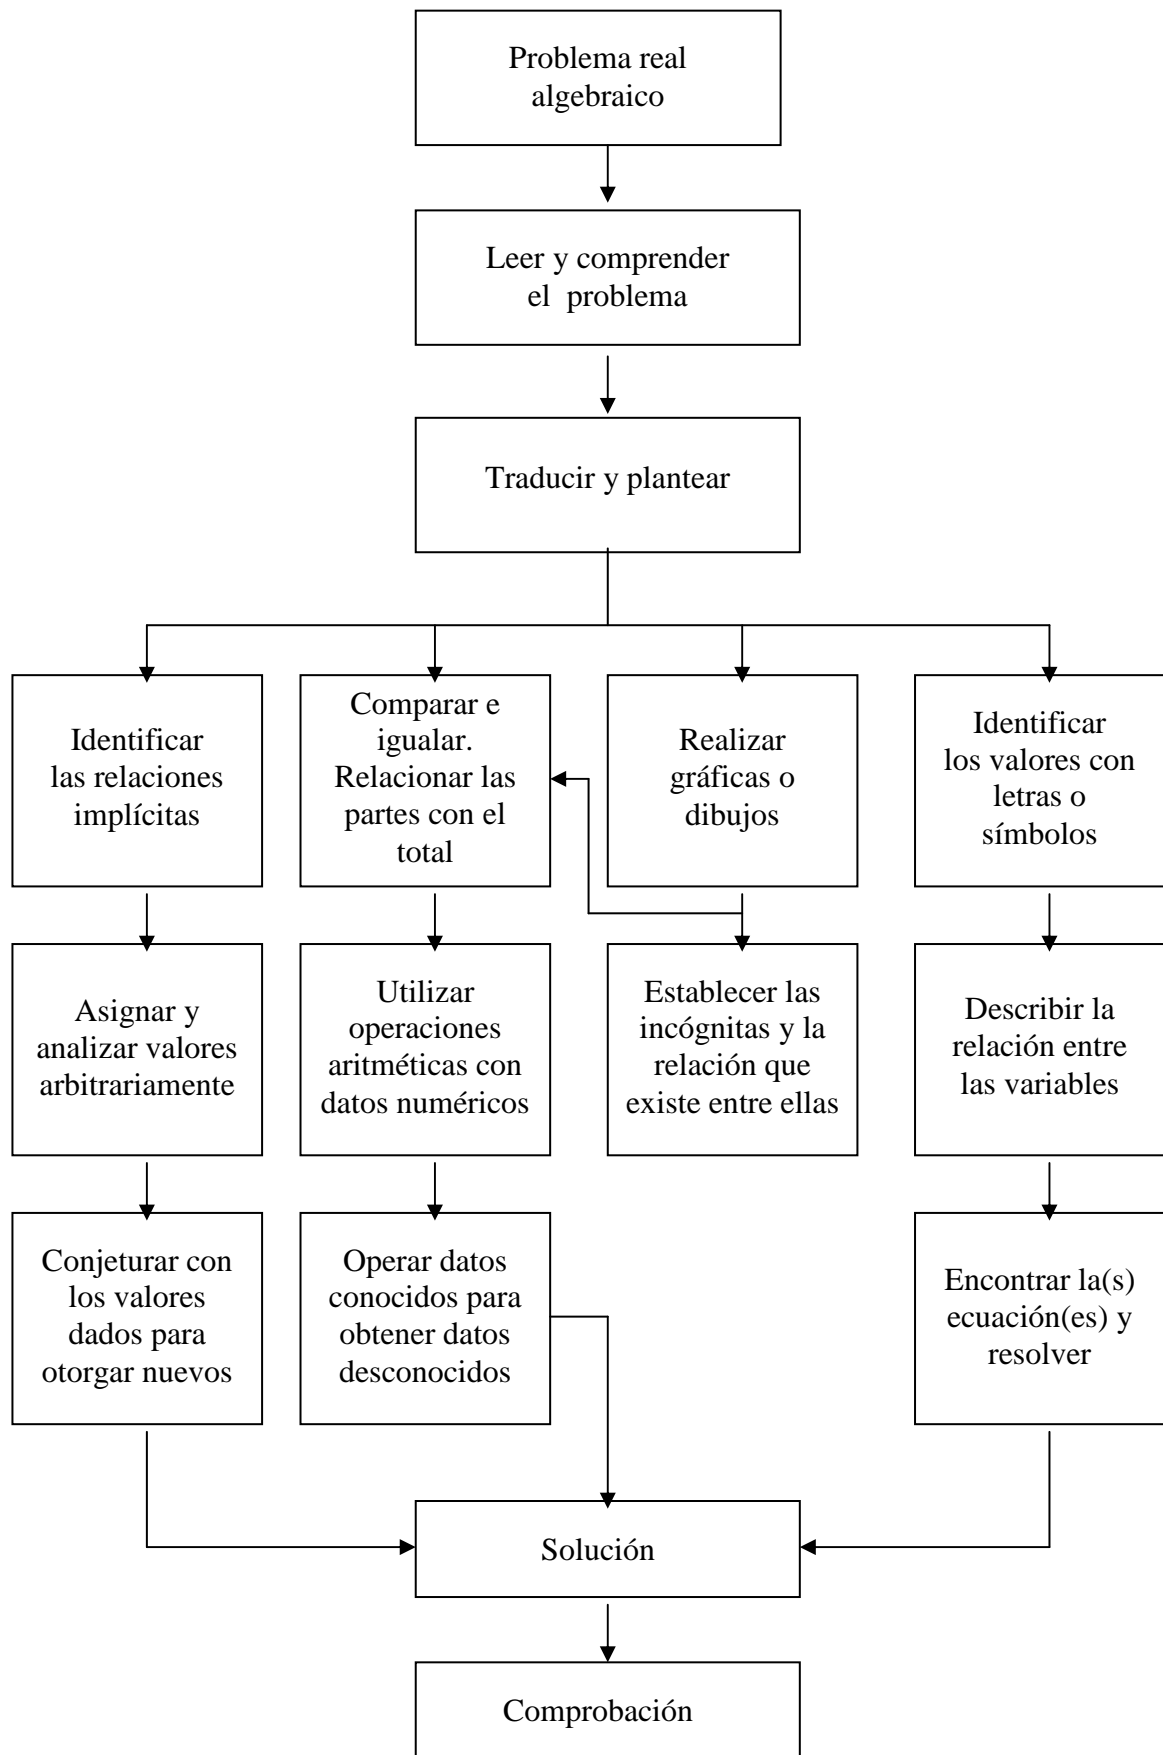 Problema real
algebraico
Leer y comprender
el problema
Traducir y plantear
Identificar
las relaciones
implícitas
Comparar e
igualar.
Relacionar las
partes con el
total
Realizar
gráficas o
dibujos
Identificar
los valores con
letras o
símbolos
Asignar y
analizar valores
arbitrariamente
Utilizar
operaciones
aritméticas con
datos numéricos
Establecer las
incógnitas y la
relación que
existe entre ellas
Describir la
relación entre
las variables
Conjeturar con
los valores
dados para
otorgar nuevos
Operar datos
conocidos para
obtener datos
desconocidos
Encontrar la(s)
ecuación(es) y
resolver
Solución
Comprobación